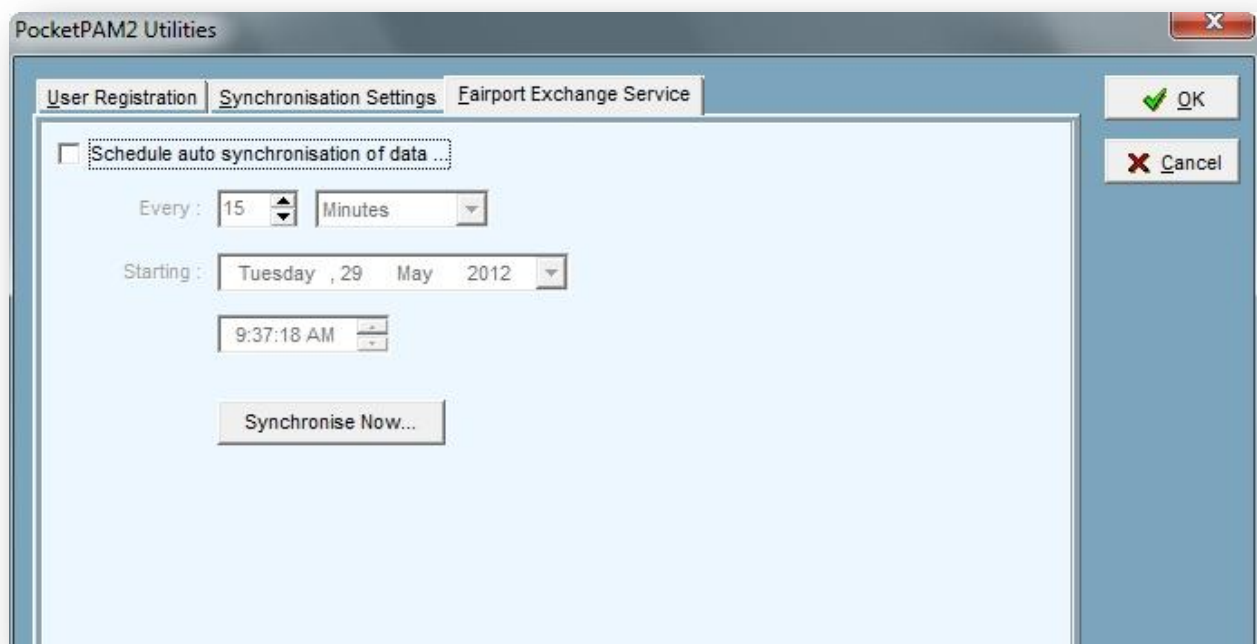 PocketPAM2 Utilities
User Registration
Synchronisation Settings
Fairport Exchange Service
OK
Cancel
Schedule auto synchronisation of data ...
Every : 15 Minutes
Starting : Tuesday , 29 May 2012
9:37:18 AM
Synchronise Now...